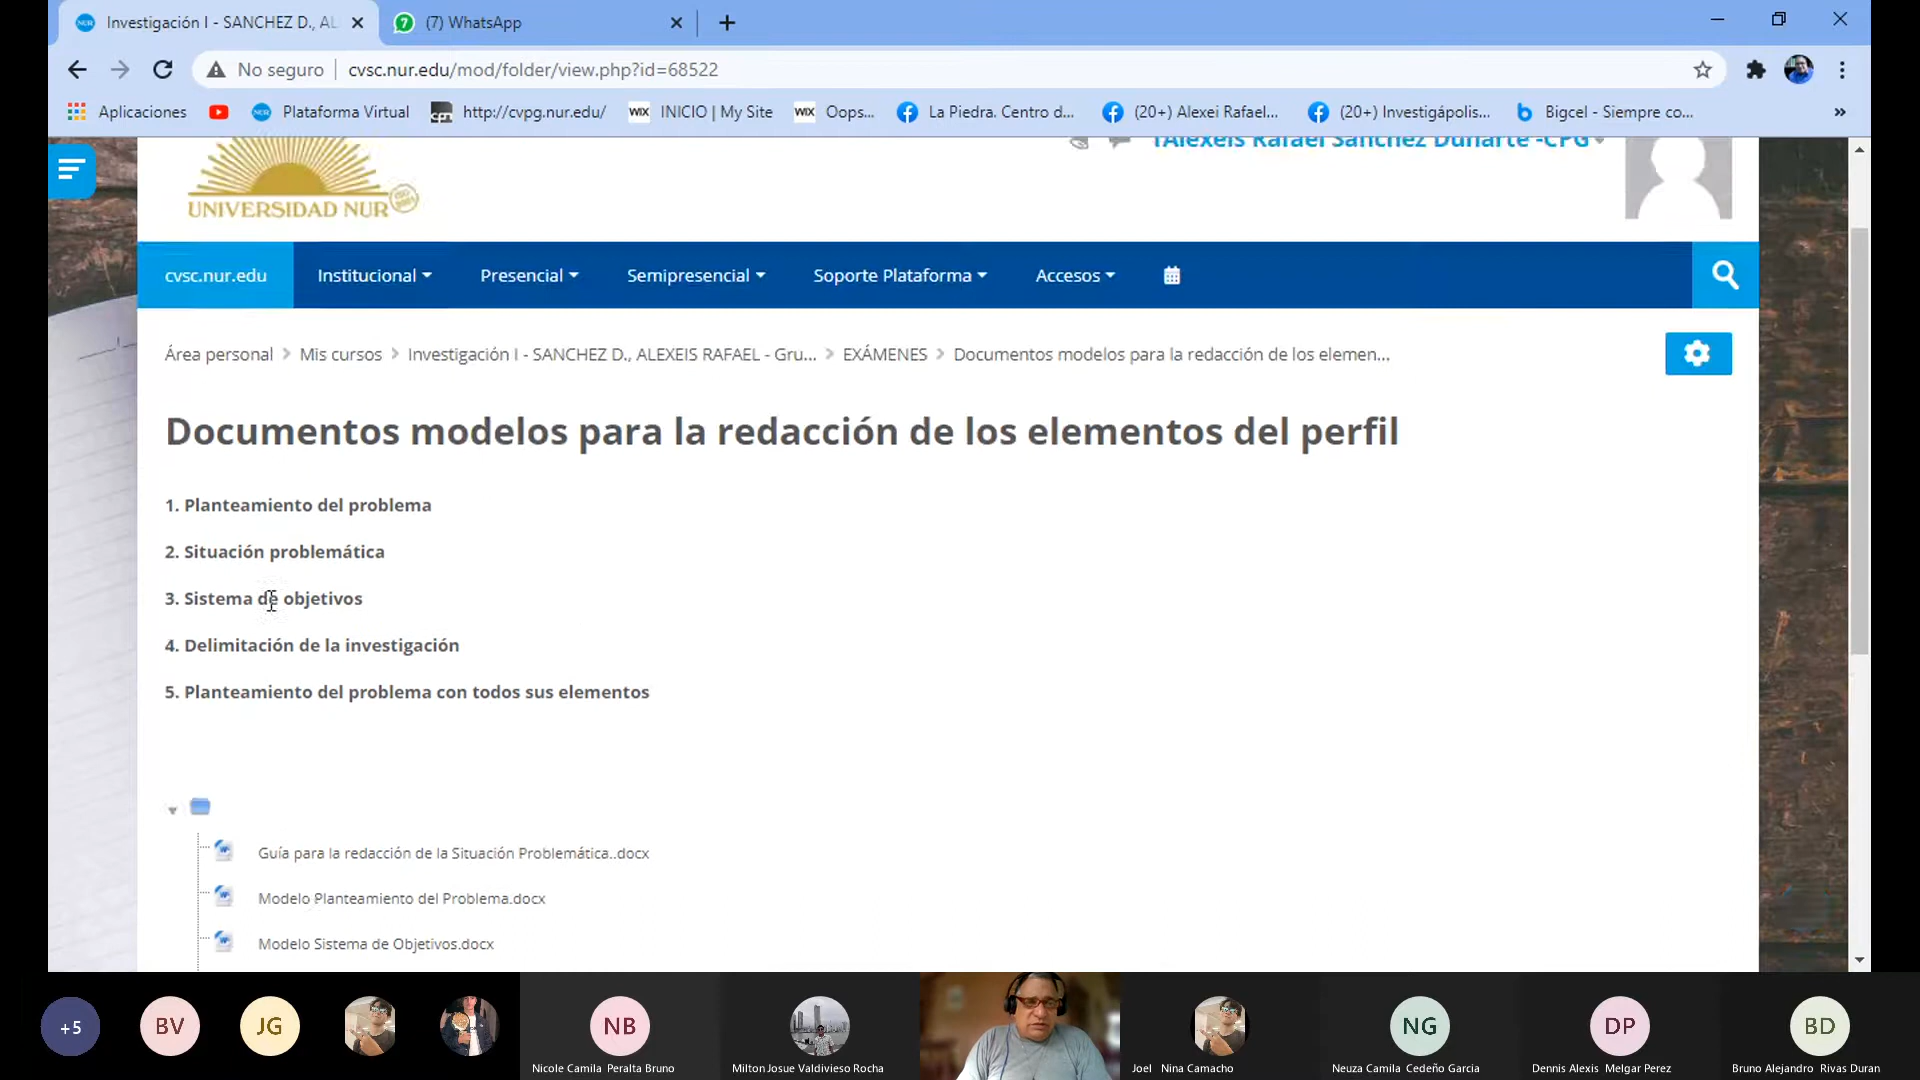 Investigación I - SANCHEZ D., AL
(7) WhatsApp
No seguro
cvsc.nur.edu/mod/folder/view.php?id=68522
Aplicaciones
Plataforma Virtual
http://cvpg.nur.edu/
WIX INICIO | My Site
WIX Oops...
La Piedra. Centro d...
(20+) Alexei Rafael...
(20+) Investigápolis...
Bigcel - Siempre co...
UNIVERSIDAD NUR
TAlexeis Rafael Sánchez Duharte -CPG
cvsc.nur.edu
Institucional
Presencial
Semipresencial
Soporte Plataforma
Accesos
Área personal > Mis cursos > Investigación I - SANCHEZ D., ALEXEIS RAFAEL - Gru... > EXÁMENES > Documentos modelos para la redacción de los elemen...
Documentos modelos para la redacción de los elementos del perfil
1. Planteamiento del problema
2. Situación problemática
3. Sistema de objetivos
4. Delimitación de la investigación
5. Planteamiento del problema con todos sus elementos
Guía para la redacción de la Situación Problemática..docx
Modelo Planteamiento del Problema.docx
Modelo Sistema de Objetivos.docx
+5
BV
JG
NB
NG
DP
BD
Nicole Camila Peralta Bruno
Milton Josue Valdivieso Rocha
Joel Nina Camacho
Neuza Camila Cedeño Garcia
Dennis Alexis Melgar Perez
Bruno Alejandro Rivas Duran